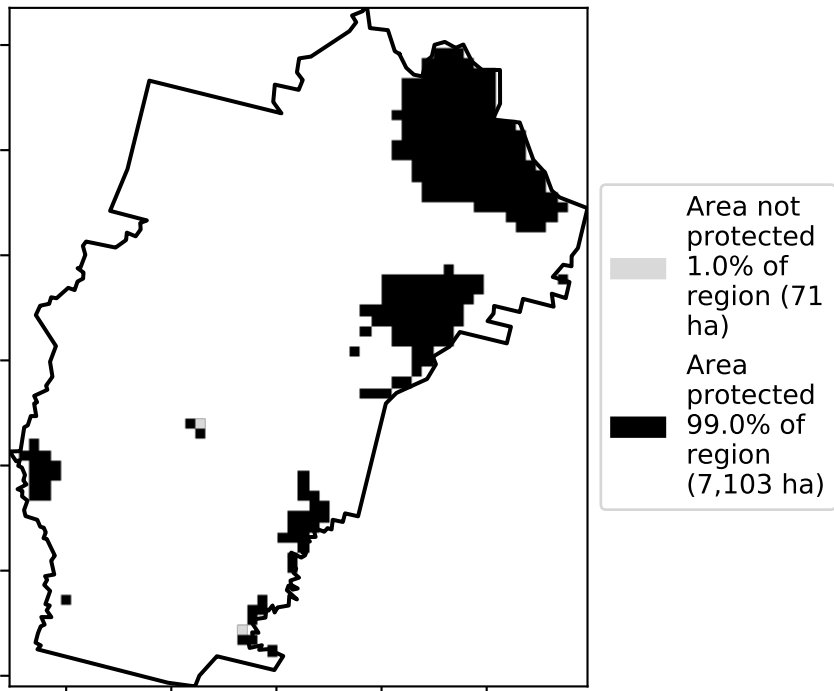 Area not
protected
1.0% of
region (71
ha)
Area
protected
99.0% of
region
(7,103 ha)